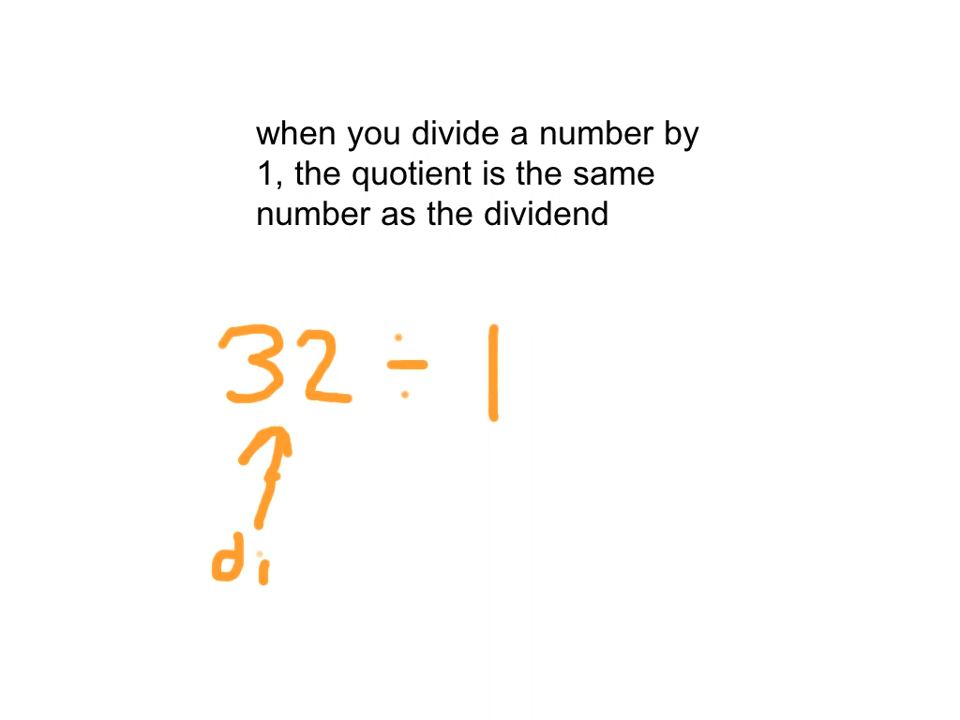 when you divide a number by
1, the quotient is the same
number as the dividend
32 ÷ 1
di